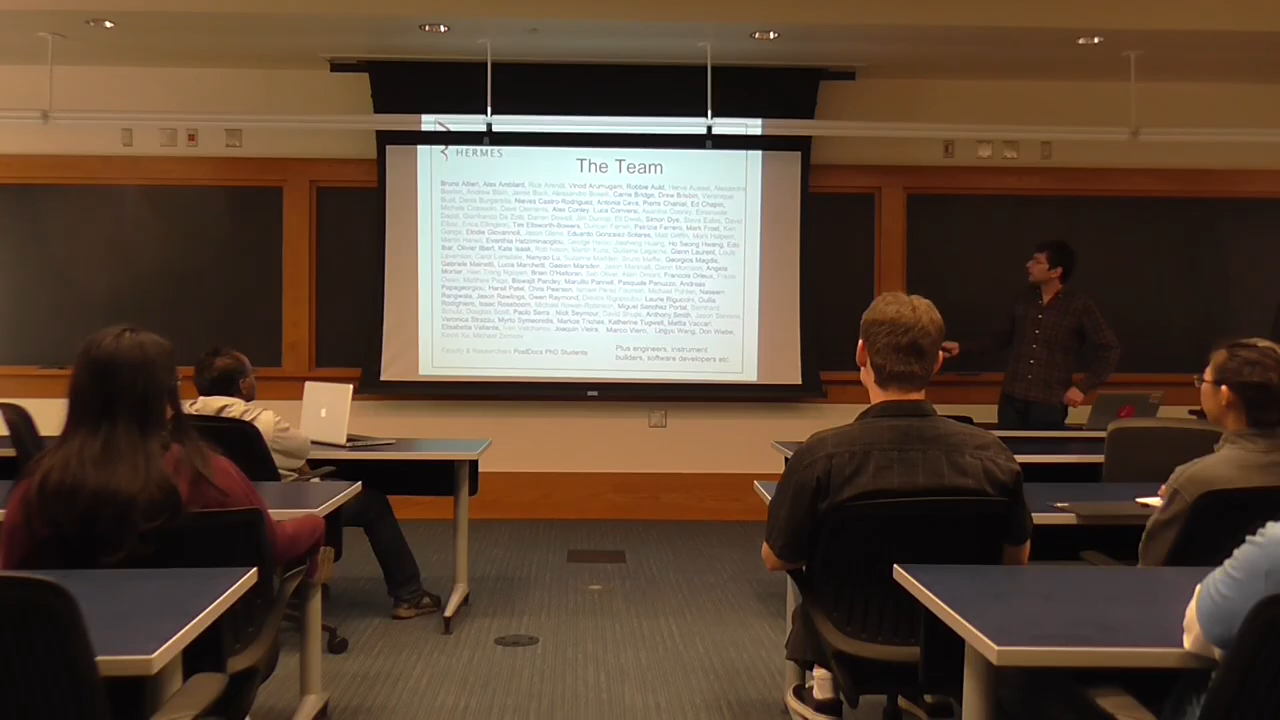 HERMES
The Team
Bruno Altieri, Alex Amblard, Rick Arendt, Vinod Arumugam, Robbie Auld, Herve Aussel, Alexandre
Beelen, Andrew Blain, Jamie Bock, Alessandro Boselli, Carrie Bridge, Drew Brisbin, Veronique
Buat, Denis Burgarella, Nieves Castro-Rodriguez, Antonia Cava, Pierre Chanial, Ed Chapin,
Michele Cirasuolo, Dave Clements, Alex Conley, Luca Conversi, Asantha Cooray, Emanuele
Daddi, Gianfranco De Zotti, Darren Dowell, Jim Dunlop, Eli Dwek, Simon Dye, Steve Eales, David
Elbaz, Erica Ellingson, Tim Ellsworth-Bowers, Duncan Farrah, Patrizia Ferrero, Mark Frost, Ken
Ganga, Elodie Giovannoli, Jason Glenn, Eduardo Gonzalez-Solares, Matt Griffin, Mark Halpern,
Martin Harwit, Evanthia Hatziminaoglou, George Helou, Jiasheng Huang, Ho Seong Hwang, Edo
Ibar, Olivier Ilbert, Kate Isaak, Rob Ivison, Martin Kunz, Guilaine Lagache, Glenn Laurent, Louis
Levenson, Carol Lonsdale, Nanyao Lu, Suzanne Madden, Bruno Maffei, Georgios Magdis,
Gabriele Mainetti, Lucia Marchetti, Gaelen Marsden, Jason Marshall, Glenn Morrison, Angela
Mortier, Hien Trong Nguyen, Brian O'Halloran, Seb Oliver, Alain Omont, Francois Orieux, Frazer
Owen, Matthew Page, Biswajit Pandey, Maruillo Pannell, Pasquale Panuzzo, Andreas
Papageorgiou, Harsit Patel, Chris Pearson, Ismael Perez Fournon, Michael Pohlen, Naseem
Rangwala, Jason Rawlings, Gwen Raymond, Dimitra Rigopoulou, Laurie Riguccini, Guilia
Rodighiero, Isaac Roseboom, Michael Rowan-Robinson, Miguel Sanchez Portal, Bernhard
Schulz, Douglas Scott, Paolo Serra, Nick Seymour, David Shupe, Anthony Smith, Jason Stevens,
Veronica Strazzu, Myrto Symeonidis, Markos Trichas, Katherine Tugwell, Mattia Vaccari,
Elisabetta Valiante, Ivan Valtchanov, Joaquin Vieira, Marco Viero, Lingyu Wang, Don Wiebe,
Kevin Xu, Michael Zemcov
Faculty & Researchers PostDocs PhD Students
Plus engineers, instrument
builders, software developers etc.